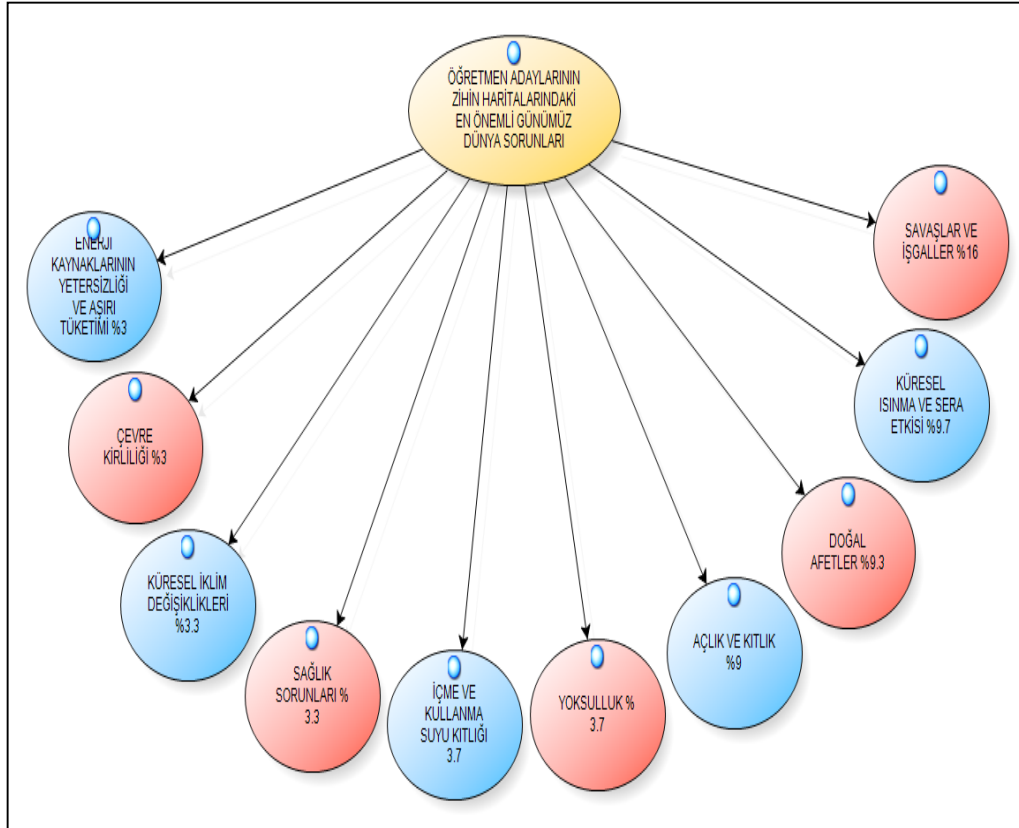 ÖĞRETMEN ADAYLARININ
ZİHİN HARİTALARINDAKİ
EN ÖNEMLİ GÜNÜMÜZ
DÜNYA SORUNLARI
SAVAŞLAR VE
İŞGALLER %16
KÜRESEL
ISINMA VE SERA
ETKİSİ %9.7
DOĞAL
AFETLER %9.3
AÇLIK VE KITLIK
%9
YOKSULLUK %
3.7
İÇME VE
KULLANMA
SUYU KITLIĞI
3.7
SAĞLIK
SORUNLARI %
3.3
KÜRESEL İKLİM
DEĞİŞİKLİKLERİ
%3.3
ÇEVRE
KİRLİLİĞİ %3
ENERJİ
KAYNAKLARININ
YETERSİZLİĞİ
VE AŞIRI
TÜKETİMİ %3